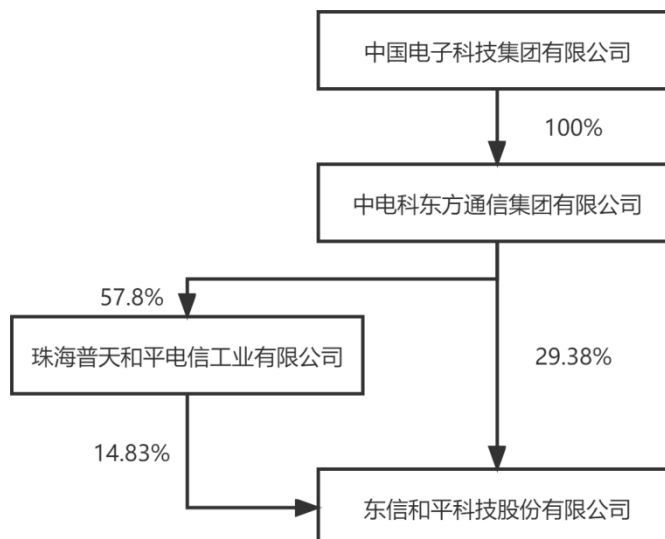 中国电子科技集团有限公司
100%
中电科东方通信集团有限公司
57.8%
珠海普天和平电信工业有限公司
29.38%
14.83%
东信和平科技股份有限公司